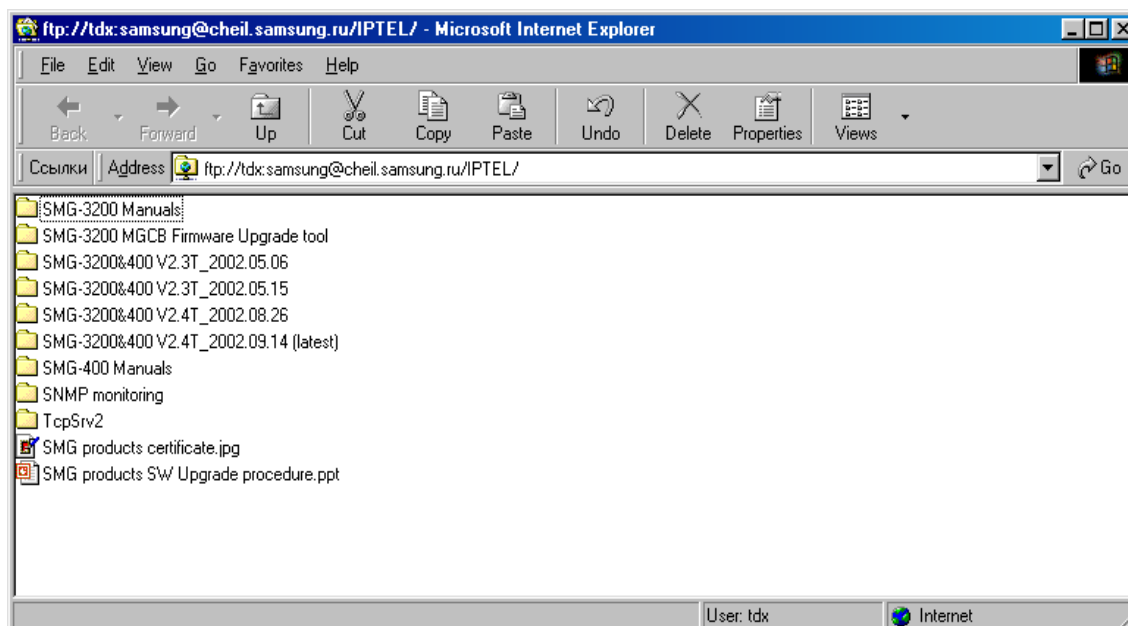 ftp://tdx:samsung@cheil.samsung.ru/IPTEL/ - Microsoft Internet Explorer
File Edit View Go Favorites Help
Back Forward Up Cut Copy Paste Undo Delete Properties Views
Ссылки Address ftp://tdx:samsung@cheil.samsung.ru/IPTEL/ Go
SMG-3200 Manuals
SMG-3200 MGCB Firmware Upgrade tool
SMG-3200&400 V2.3T_2002.05.06
SMG-3200&400 V2.3T_2002.05.15
SMG-3200&400 V2.4T_2002.08.26
SMG-3200&400 V2.4T_2002.09.14 (latest)
SMG-400 Manuals
SNMP monitoring
TcpSrv2
SMG products certificate.jpg
SMG products SW Upgrade procedure.ppt
User: tdx Internet